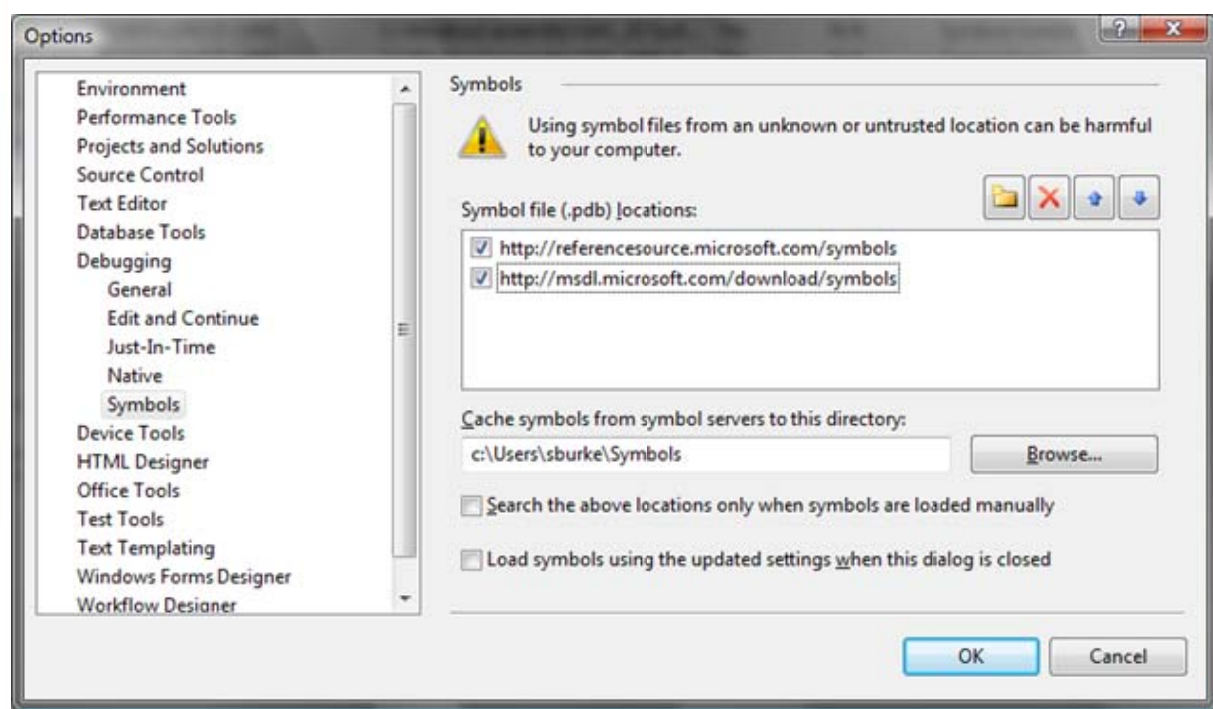 Options
?
Environment
Performance Tools
Projects and Solutions
Source Control
Text Editor
Database Tools
Debugging
General
Edit and Continue
Just-In-Time
Native
Symbols
Device Tools
HTML Designer
Office Tools
Test Tools
Text Templating
Windows Forms Designer
Workflow Designer
Symbols
Using symbol files from an unknown or untrusted location can be harmful
to your computer.
Symbol file (.pdb) locations:
http://referencesource.microsoft.com/symbols
http://msdl.microsoft.com/download/symbols
Cache symbols from symbol servers to this directory:
c:\Users\sburke\Symbols
Browse...
Search the above locations only when symbols are loaded manually
Load symbols using the updated settings when this dialog is closed
OK
Cancel